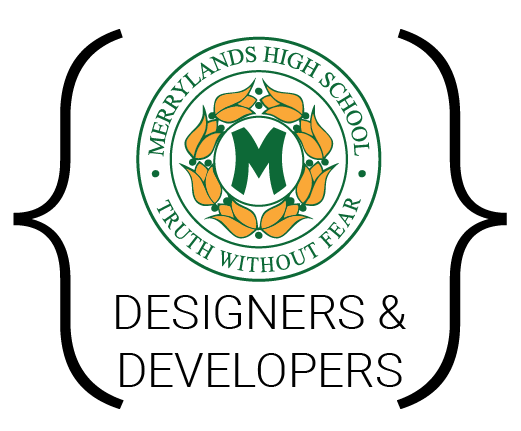 MERRYLANDS HIGH SCHOOL
M
TRUTH WITHOUT FEAR
DESIGNERS &
DEVELOPERS